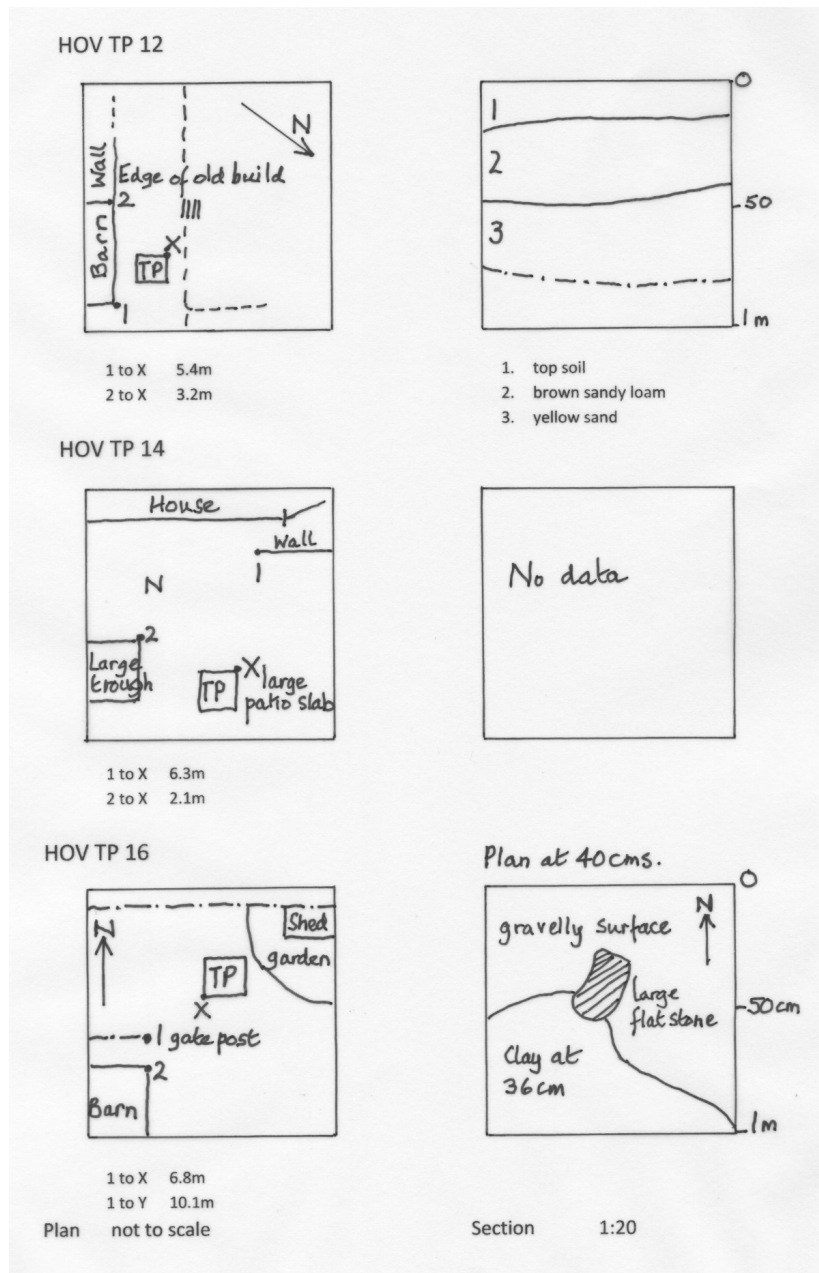 HOV TP 12
N
Barn Wall
Edge of old build
2
X
TP
1
1 to X 5.4m
2 to X 3.2m
0
1
2
50
3
1m
1. top soil
2. brown sandy loam
3. yellow sand
HOV TP 14
House
Wall
1
N
2
Large
trough
TP
X
large
patio slab
1 to X 6.3m
2 to X 2.1m
No data
HOV TP 16
N
Shed
garden
TP
X
1 gate post
2
Barn
1 to X 6.8m
1 to Y 10.1m
Plan at 40cms.
0
N
gravelly surface
Large
flat stone
50cm
Clay at
36cm
1m
Plan not to scale
Section 1:20